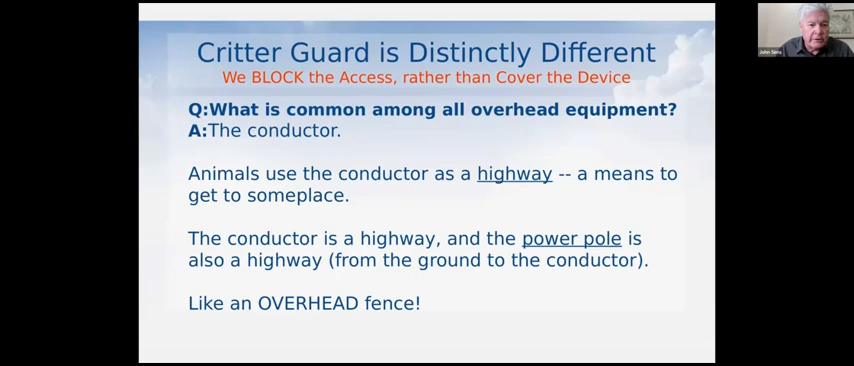 Critter Guard is Distinctly Different
We BLOCK the Access, rather than Cover the Device
Q:What is common among all overhead equipment?
A:The conductor.
Animals use the conductor as a highway -- a means to
get to someplace.
The conductor is a highway, and the power pole is
also a highway (from the ground to the conductor).
Like an OVERHEAD fence!